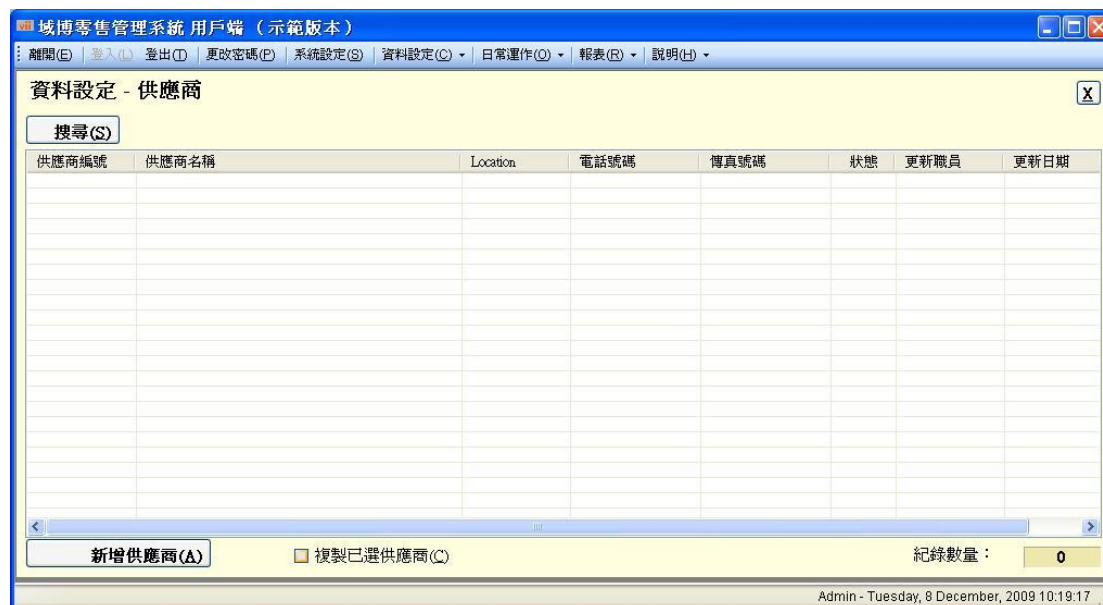 vii 域博零售管理系統 用戶端 (示範版本)
離開(E) 登入(L) 登出(T) 更改密碼(P) 系統設定(S) 資料設定(C) 日常運作(O) 報表(R) 說明(H)
資料設定 - 供應商 X
搜尋(S)
供應商編號 供應商名稱 Location 電話號碼 傳真號碼 狀態 更新職員 更新日期
新增供應商(A) 複製已選供應商(C) 紀錄數量： 0
Admin - Tuesday, 8 December, 2009 10:19:17